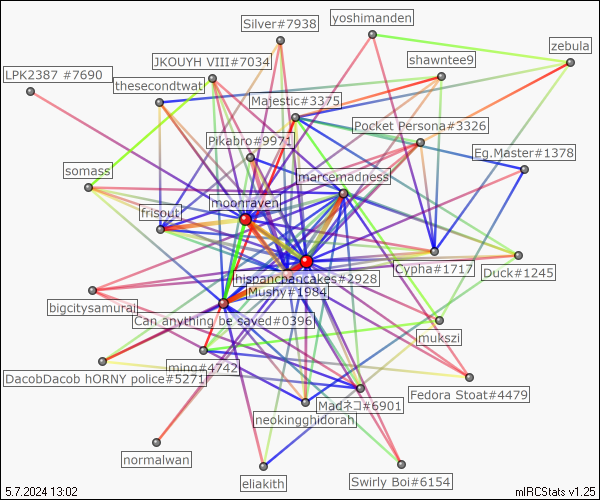 Silver#7938
yoshimanden
zebula
JKOUYH VIII#7034
shawntee9
LPK2387 #7690
thesecondtwat
Majestic#3375
Pocket Persona#3326
Pikabro#9971
Eg.Master#1378
somass
marcemadness
moonraven
frisout
Cypha#1717
Duck#1245
hispancpancakes#2928
Mushy#1984
bigcitysamurai
Can anything be saved#0396
mukszi
ming#4742
DacobDacob hORNY police#5271
Fedora Stoat#4479
Madネコ#6901
neokingghidorah
normalwan
eliakith
Swirly Boi#6154
5.7.2024 13:02
mIRCStats v1.25